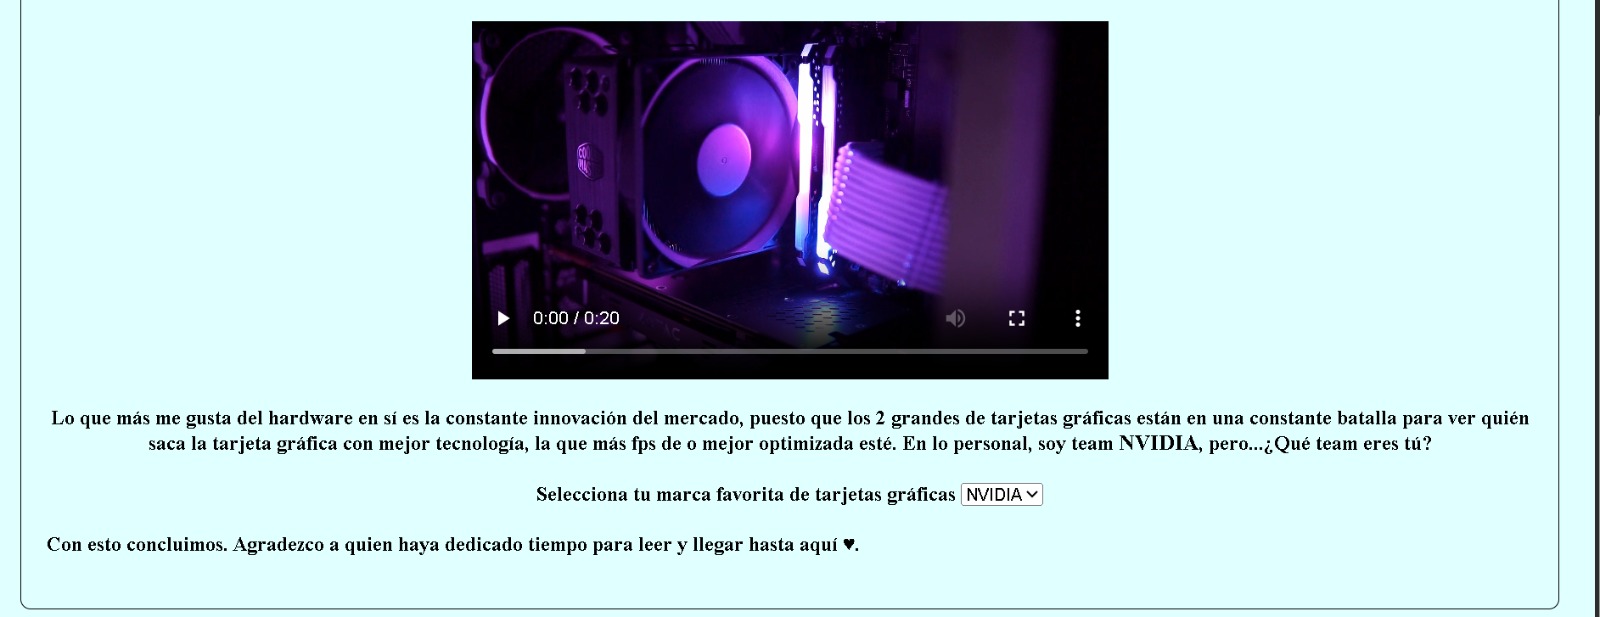 0:00 / 0:20
Lo que más me gusta del hardware en sí es la constante innovación del mercado, puesto que los 2 grandes de tarjetas gráficas están en una constante batalla para ver quién
saca la tarjeta gráfica con mejor tecnología, la que más fps de o mejor optimizada esté. En lo personal, soy team NVIDIA, pero...¿Qué team eres tú?
Selecciona tu marca favorita de tarjetas gráficas NVIDIA
Con esto concluimos. Agradezco a quien haya dedicado tiempo para leer y llegar hasta aquí ♥.